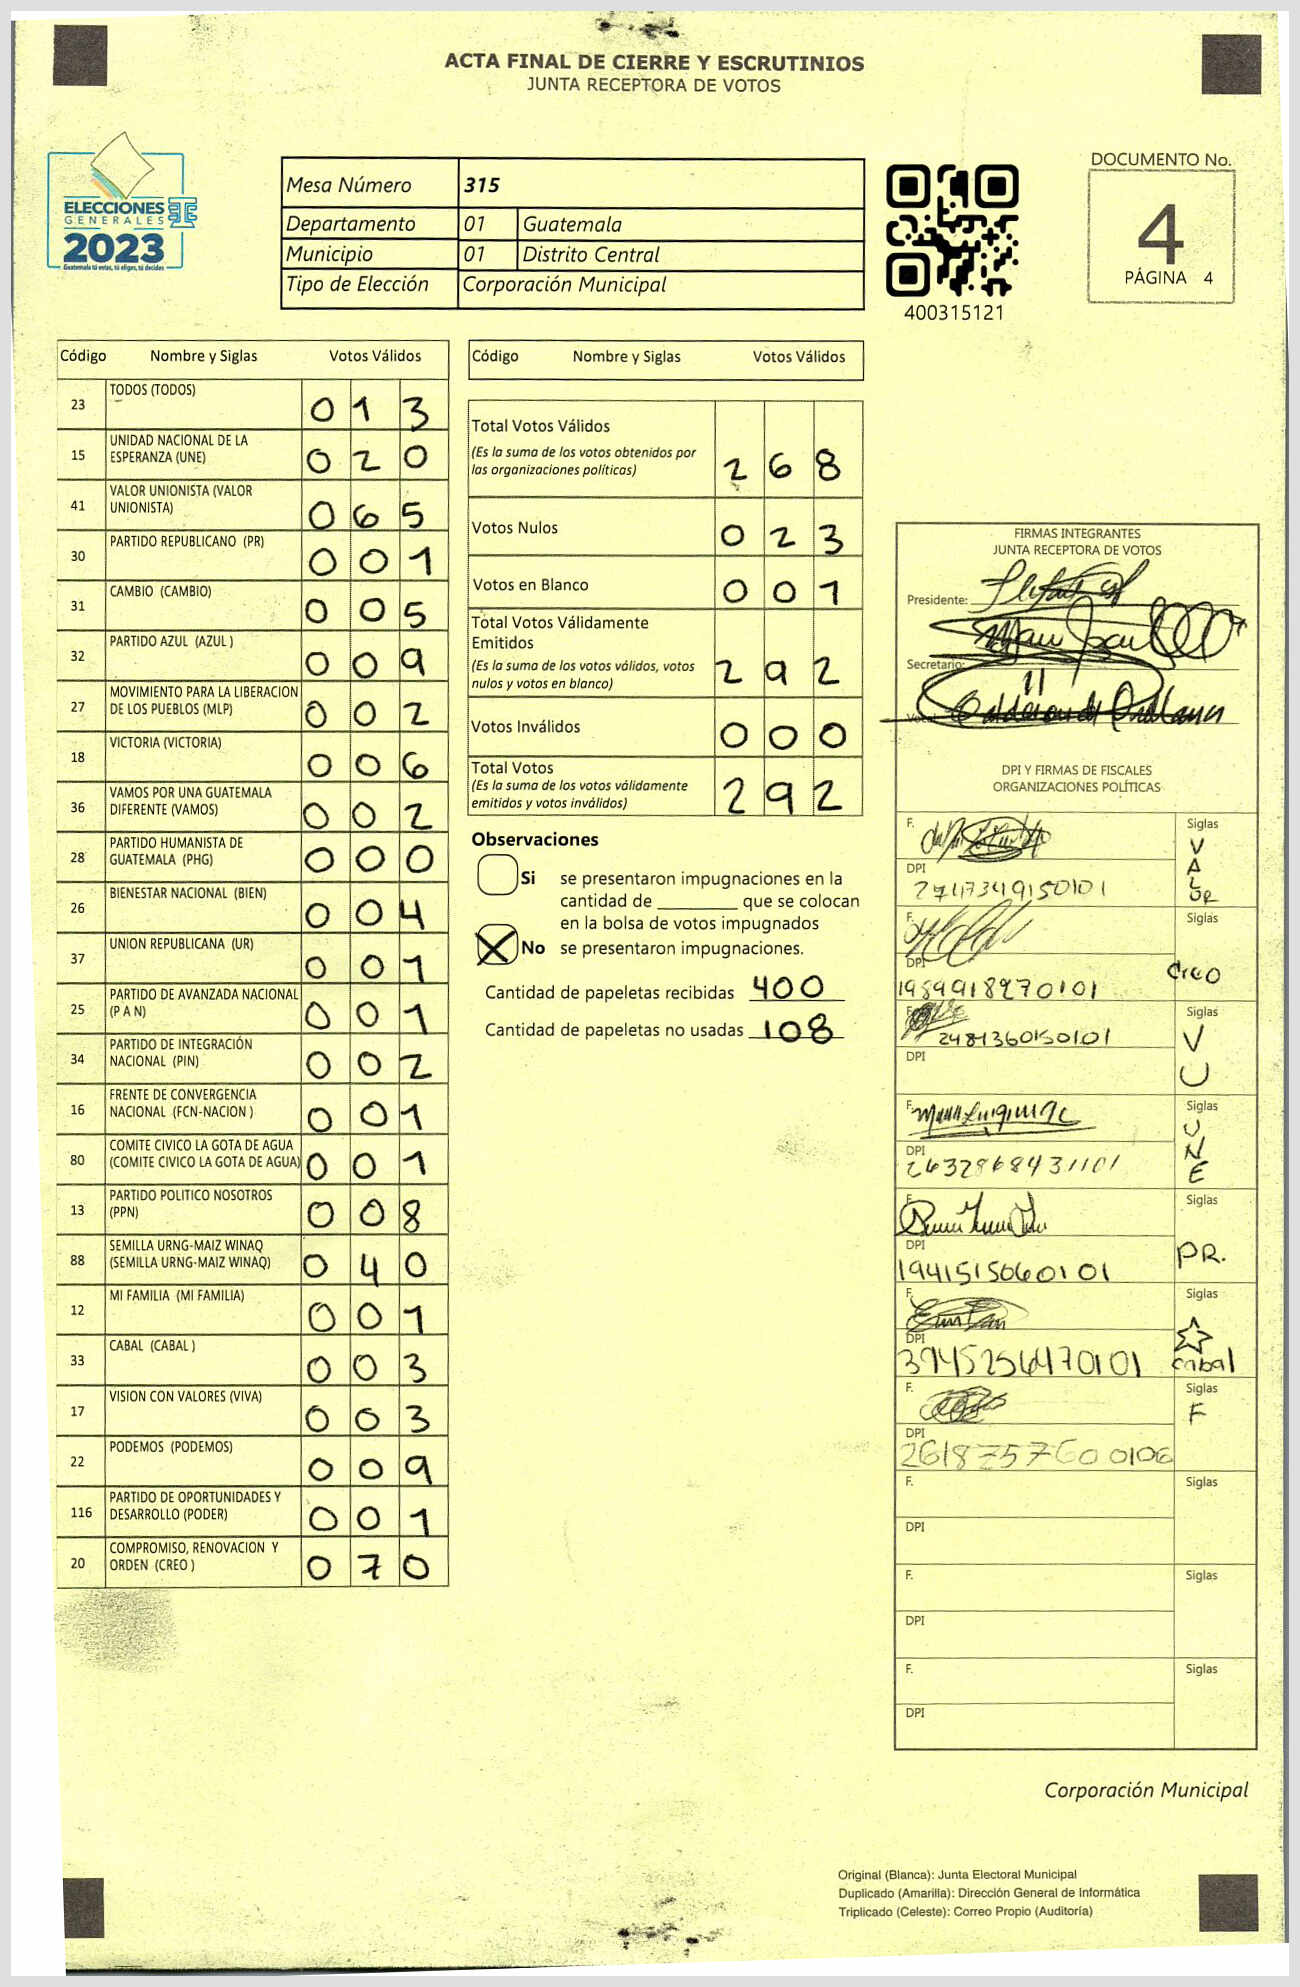 ACTA FINAL DE CIERRE Y ESCRUTINIOS
JUNTA RECEPTORA DE VOTOS
ELECCIONES
GENERALES
2023
Guatemala tú votas, tú eliges, tú decides
Mesa Número 315
Departamento 01 Guatemala
Municipio 01 Distrito Central
Tipo de Elección Corporación Municipal
400315121
DOCUMENTO No.
4
PÁGINA 4
Código Nombre y Siglas Votos Válidos
23 TODOS (TODOS) 0 1 3
15 UNIDAD NACIONAL DE LA
ESPERANZA (UNE) 0 2 0
41 VALOR UNIONISTA (VALOR
UNIONISTA) 0 6 5
30 PARTIDO REPUBLICANO (PR) 0 0 1
31 CAMBIO (CAMBIO) 0 0 5
32 PARTIDO AZUL (AZUL ) 0 0 9
27 MOVIMIENTO PARA LA LIBERACION
DE LOS PUEBLOS (MLP) 0 0 2
18 VICTORIA (VICTORIA) 0 0 6
36 VAMOS POR UNA GUATEMALA
DIFERENTE (VAMOS) 0 0 2
28 PARTIDO HUMANISTA DE
GUATEMALA (PHG) 0 0 0
26 BIENESTAR NACIONAL (BIEN) 0 0 4
37 UNION REPUBLICANA (UR) 0 0 1
25 PARTIDO DE AVANZADA NACIONAL
(P A N) 0 0 1
34 PARTIDO DE INTEGRACIÓN
NACIONAL (PIN) 0 0 2
16 FRENTE DE CONVERGENCIA
NACIONAL (FCN-NACION ) 0 0 1
80 COMITE CIVICO LA GOTA DE AGUA
(COMITE CIVICO LA GOTA DE AGUA) 0 0 1
13 PARTIDO POLITICO NOSOTROS
(PPN) 0 0 8
88 SEMILLA URNG-MAIZ WINAQ
(SEMILLA URNG-MAIZ WINAQ) 0 4 0
12 MI FAMILIA (MI FAMILIA) 0 0 1
33 CABAL (CABAL ) 0 0 3
17 VISION CON VALORES (VIVA) 0 0 3
22 PODEMOS (PODEMOS) 0 0 9
116 PARTIDO DE OPORTUNIDADES Y
DESARROLLO (PODER) 0 0 1
20 COMPROMISO, RENOVACION Y
ORDEN (CREO ) 0 7 0
Código Nombre y Siglas Votos Válidos
Total Votos Válidos
(Es la suma de los votos obtenidos por
las organizaciones políticas) 2 6 8
Votos Nulos 0 2 3
Votos en Blanco 0 0 1
Total Votos Válidamente
Emitidos
(Es la suma de los votos válidos, votos
nulos y votos en blanco) 2 9 2
Votos Inválidos 0 0 0
Total Votos
(Es la suma de los votos válidamente
emitidos y votos inválidos) 2 9 2
Observaciones
Si se presentaron impugnaciones en la
cantidad de ________ que se colocan
en la bolsa de votos impugnados
No se presentaron impugnaciones.
Cantidad de papeletas recibidas 400
Cantidad de papeletas no usadas 108
FIRMAS INTEGRANTES
JUNTA RECEPTORA DE VOTOS
Presidente:
Secretario:
DPI Y FIRMAS DE FISCALES
ORGANIZACIONES POLÍTICAS
F. Siglas
VALOR
DPI
2747349150101
F. Siglas
DPI Creo
1989918270101
Siglas
2481360150101 V
DPI U
F. Siglas
UNE
DPI
2632868431101
F. Siglas
DPI PR.
1941515060101
F. Siglas
DPI
3945256470101 cabal
F. Siglas
F
DPI
2618757600106
F. Siglas
DPI
F. Siglas
DPI
F. Siglas
DPI
Corporación Municipal
Original (Blanca): Junta Electoral Municipal
Duplicado (Amarilla): Dirección General de Informática
Triplicado (Celeste): Correo Propio (Auditoría)